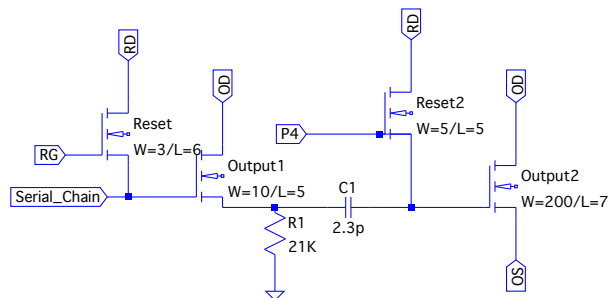 RD
RD
OD
OD
Reset
W=3/L=6
RG
Reset2
W=5/L=5
P4
Output1
W=10/L=5
Serial_Chain
C1
2.3p
Output2
W=200/L=7
R1
21K
OS